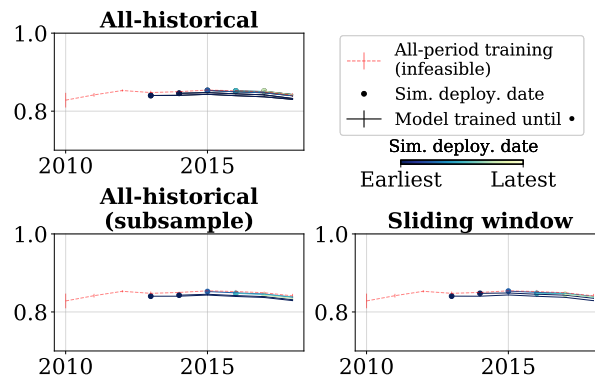 All-historical
1.0
0.8
2010
2015
All-period training
(infeasible)
Sim. deploy. date
Model trained until •
Sim. deploy. date
Earliest
Latest
All-historical
(subsample)
1.0
0.8
2010
2015
Sliding window
1.0
0.8
2010
2015